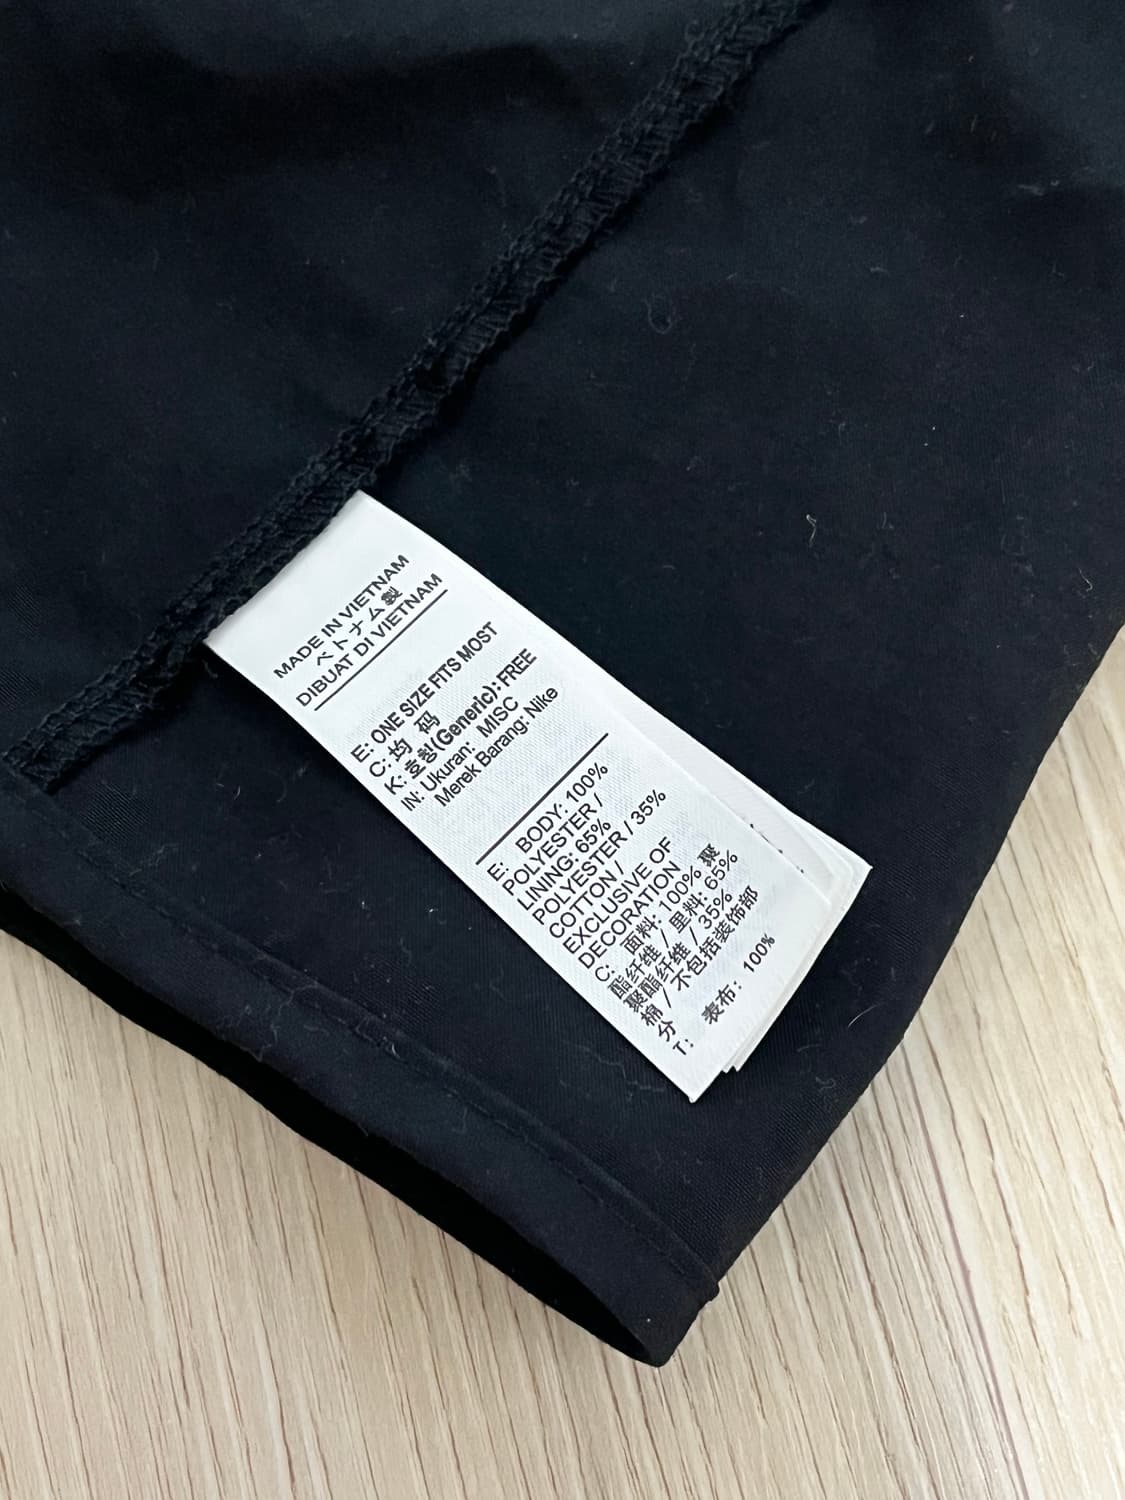 MADE IN VIETNAM
ベトナム製
DIBUAT DI VIETNAM
E: ONE SIZE FITS MOST
C: 均 码
K: 호칭(Generic): FREE
IN: Ukuran: MISC
Merek Barang: Nike
E: BODY: 100%
POLYESTER /
LINING: 65%
POLYESTER / 35%
COTTON /
EXCLUSIVE OF
DECORATION
C: 面料: 100% 聚
酯纤维 / 里料: 65%
聚酯纤维 / 35%
棉 / 不包括装饰部
分
T: 表布: 100%